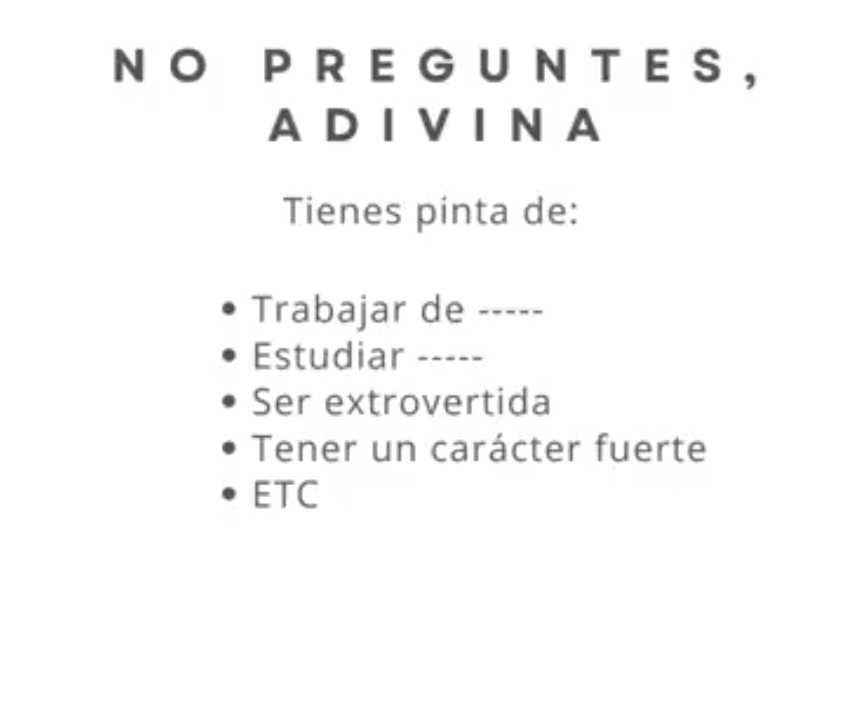 NO PREGUNTES,
ADIVINA
Tienes pinta de:
• Trabajar de -----
• Estudiar -----
• Ser extrovertida
• Tener un carácter fuerte
• ETC